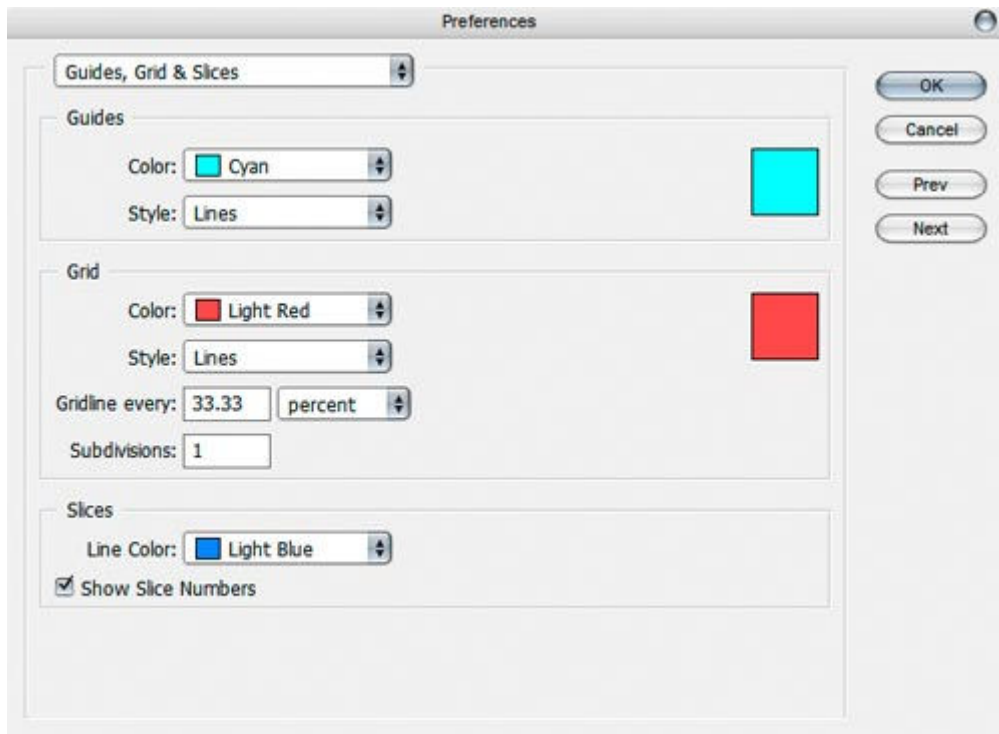 Preferences
Guides, Grid & Slices
OK
Cancel
Prev
Next
Guides
Color: Cyan
Style: Lines
Grid
Color: Light Red
Style: Lines
Gridline every: 33.33 percent
Subdivisions: 1
Slices
Line Color: Light Blue
Show Slice Numbers